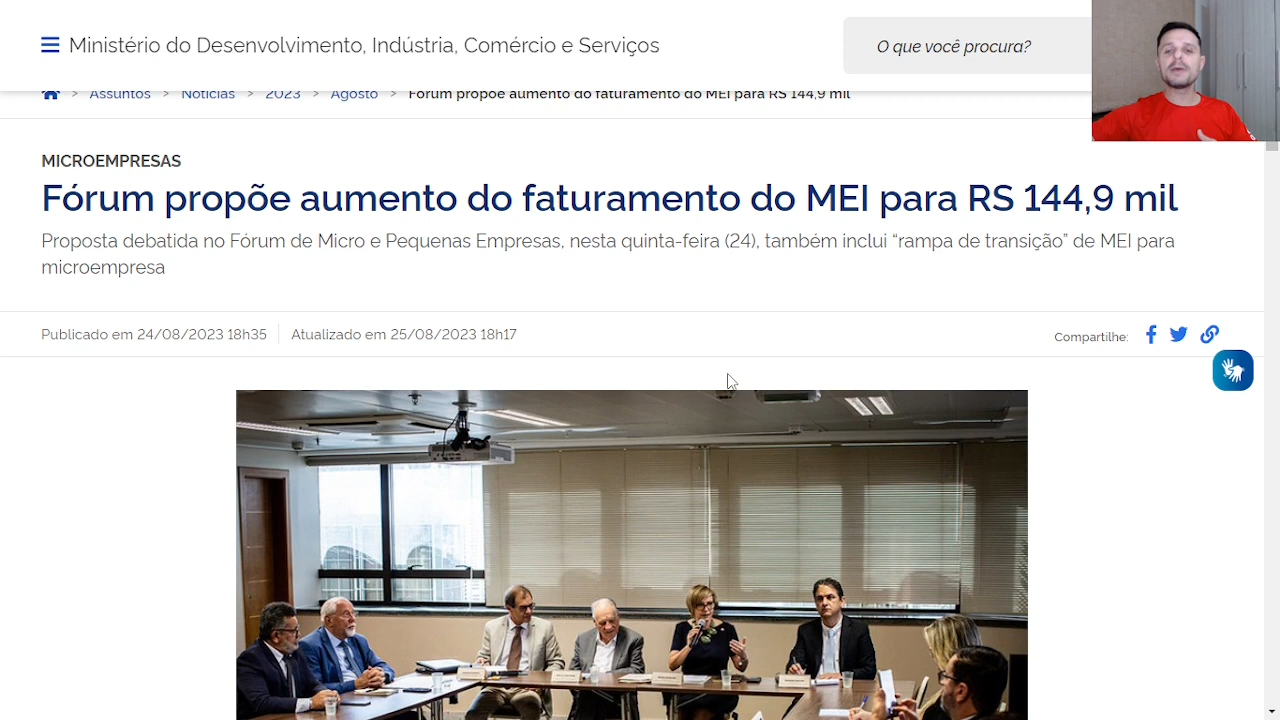 Ministério do Desenvolvimento, Indústria, Comércio e Serviços
O que você procura?
> Assuntos > Notícias > 2023 > Agosto > Fórum propõe aumento do faturamento do MEI para RS 144,9 mil
MICROEMPRESAS
Fórum propõe aumento do faturamento do MEI para RS 144,9 mil
Proposta debatida no Fórum de Micro e Pequenas Empresas, nesta quinta-feira (24), também inclui “rampa de transição” de MEI para
microempresa
Publicado em 24/08/2023 18h35
Atualizado em 25/08/2023 18h17
Compartilhe: